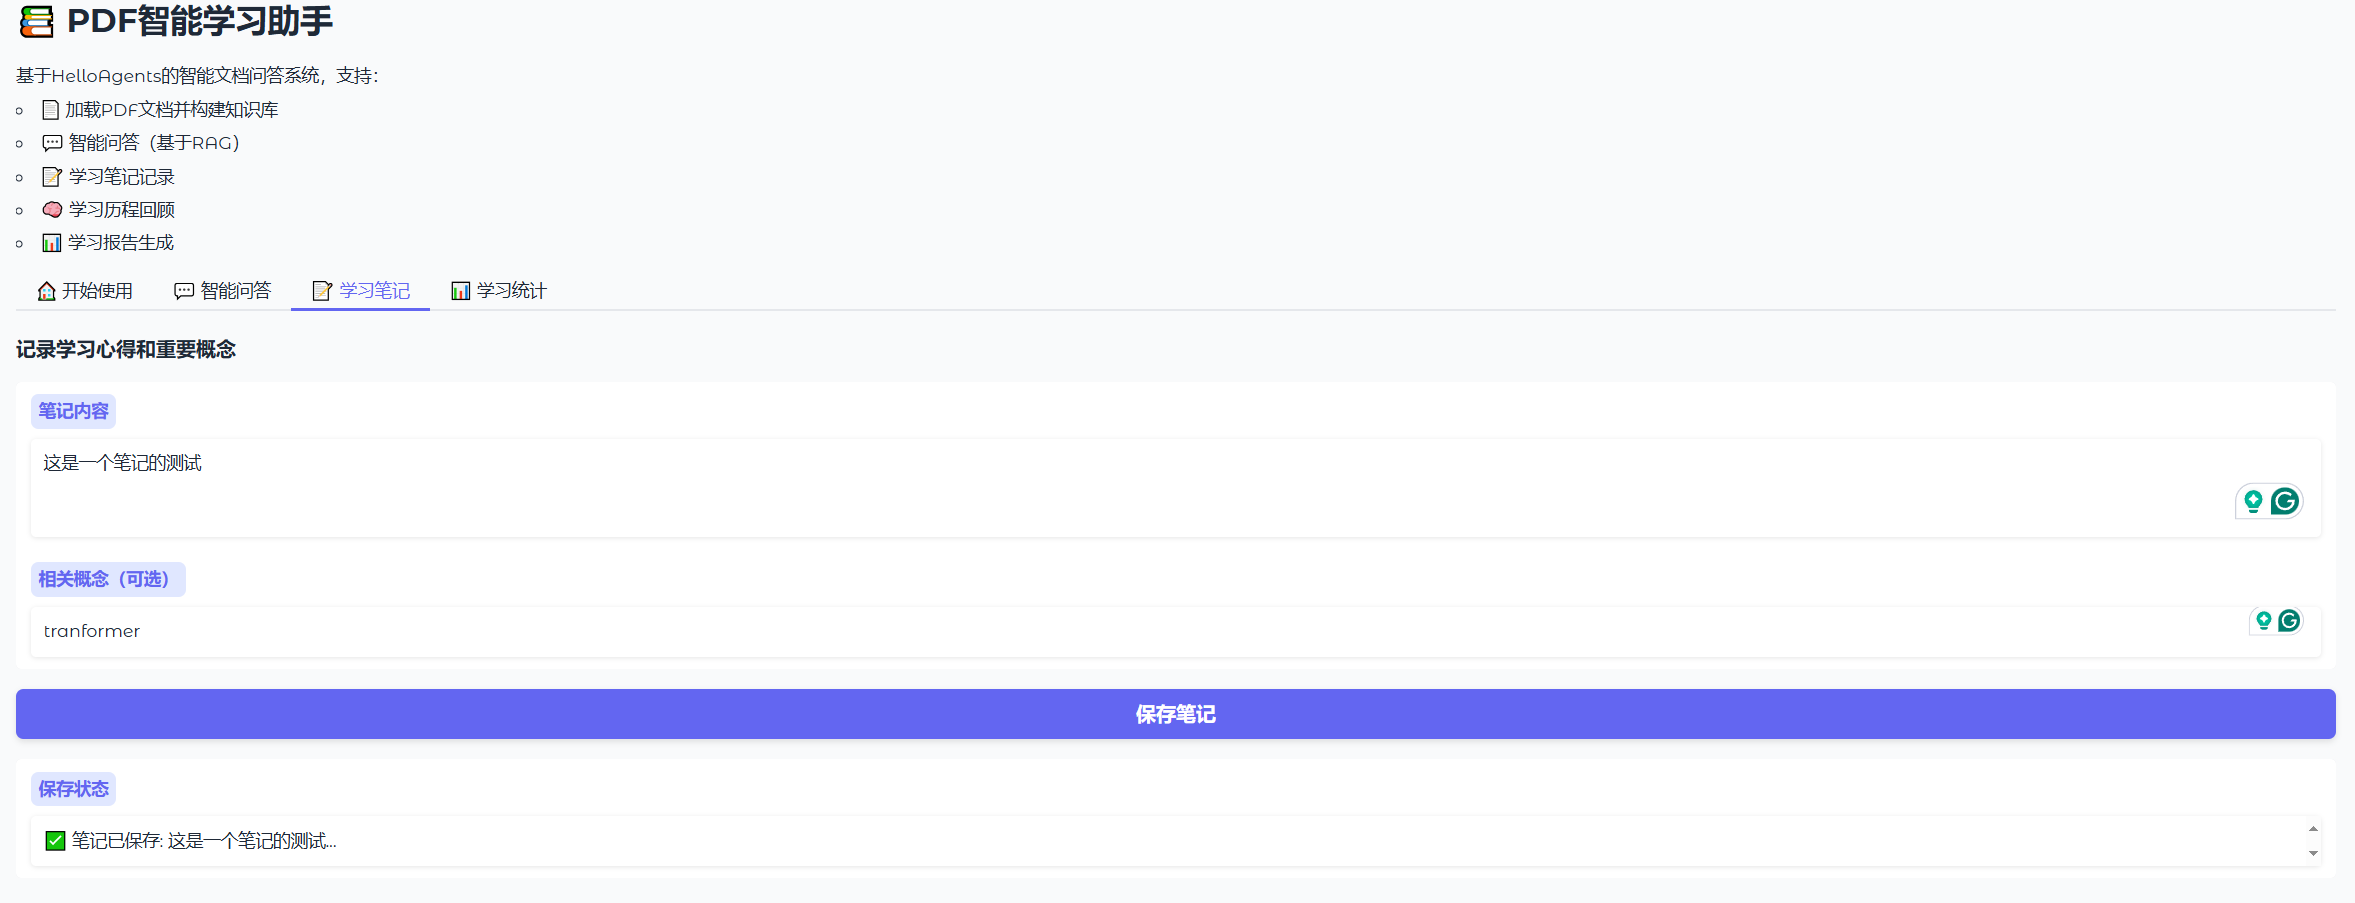 PDF智能学习助手
基于HelloAgents的智能文档问答系统，支持：
加载PDF文档并构建知识库
智能问答（基于RAG）
学习笔记记录
学习历程回顾
学习报告生成
开始使用 智能问答 学习笔记 学习统计
记录学习心得和重要概念
笔记内容
这是一个笔记的测试
相关概念（可选）
tranformer
保存笔记
保存状态
✅ 笔记已保存: 这是一个笔记的测试...